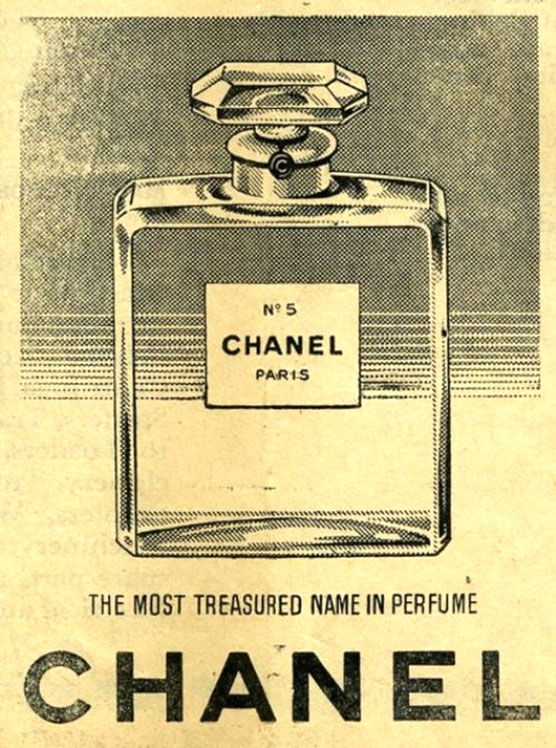 Nº 5
CHANEL
PARIS
THE MOST TREASURED NAME IN PERFUME
CHANEL